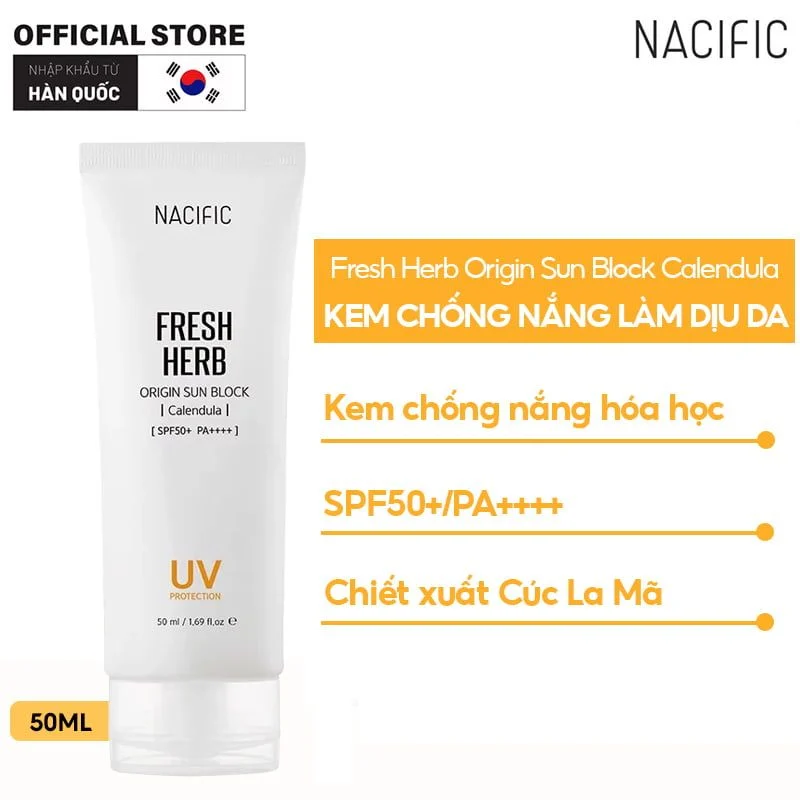 OFFICIAL STORE
NHẬP KHẨU TỪ
HÀN QUỐC
NACIFIC
NACIFIC
FRESH
HERB
ORIGIN SUN BLOCK
| Calendula |
[ SPF50+ PA++++ ]
UV
PROTECTION
50 ml / 1.69 fl.oz e
50ML
Fresh Herb Origin Sun Block Calendula
KEM CHỐNG NẮNG LÀM DỊU DA
Kem chống nắng hóa học
SPF50+/PA++++
Chiết xuất Cúc La Mã